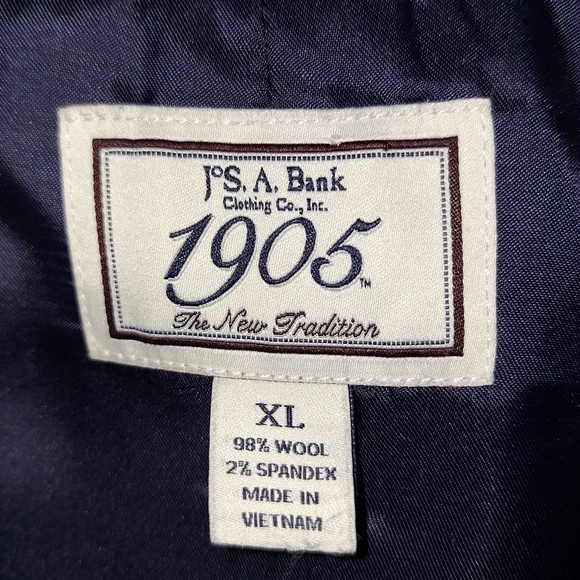 JoS. A. Bank
Clothing Co., Inc.
1905™
The New Tradition
XL
98% WOOL
2% SPANDEX
MADE IN
VIETNAM